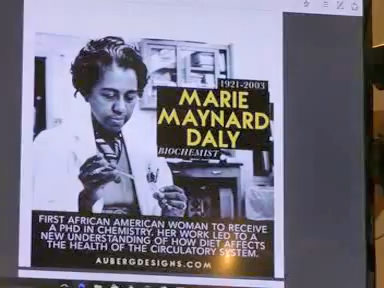 1921-2003
MARIE
MAYNARD
DALY
BIOCHEMIST
FIRST AFRICAN AMERICAN WOMAN TO RECEIVE
A PHD IN CHEMISTRY. HER WORK LED TO A
NEW UNDERSTANDING OF HOW DIET AFFECTS
THE HEALTH OF THE CIRCULATORY SYSTEM.
AUBERGDESIGNS.COM